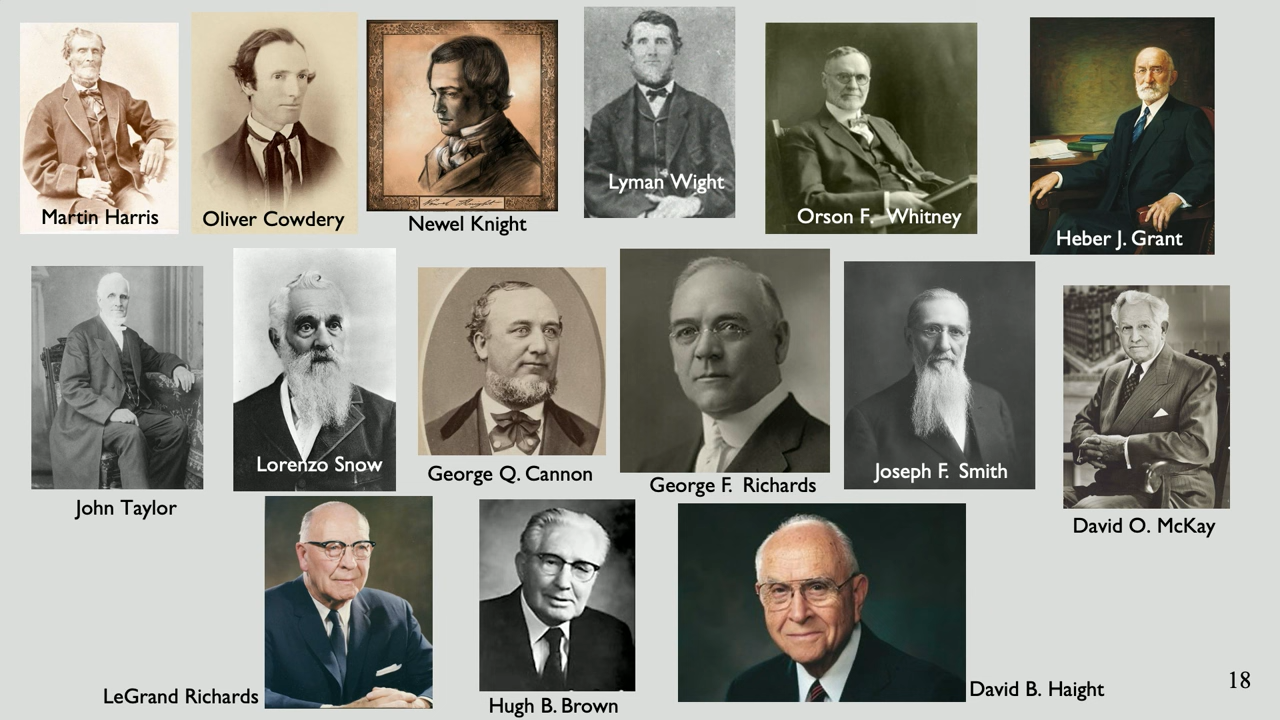 Martin Harris
Oliver Cowdery
Newel Knight
Lyman Wight
Orson F. Whitney
Heber J. Grant
John Taylor
Lorenzo Snow
George Q. Cannon
George F. Richards
Joseph F. Smith
David O. McKay
LeGrand Richards
Hugh B. Brown
David B. Haight
18